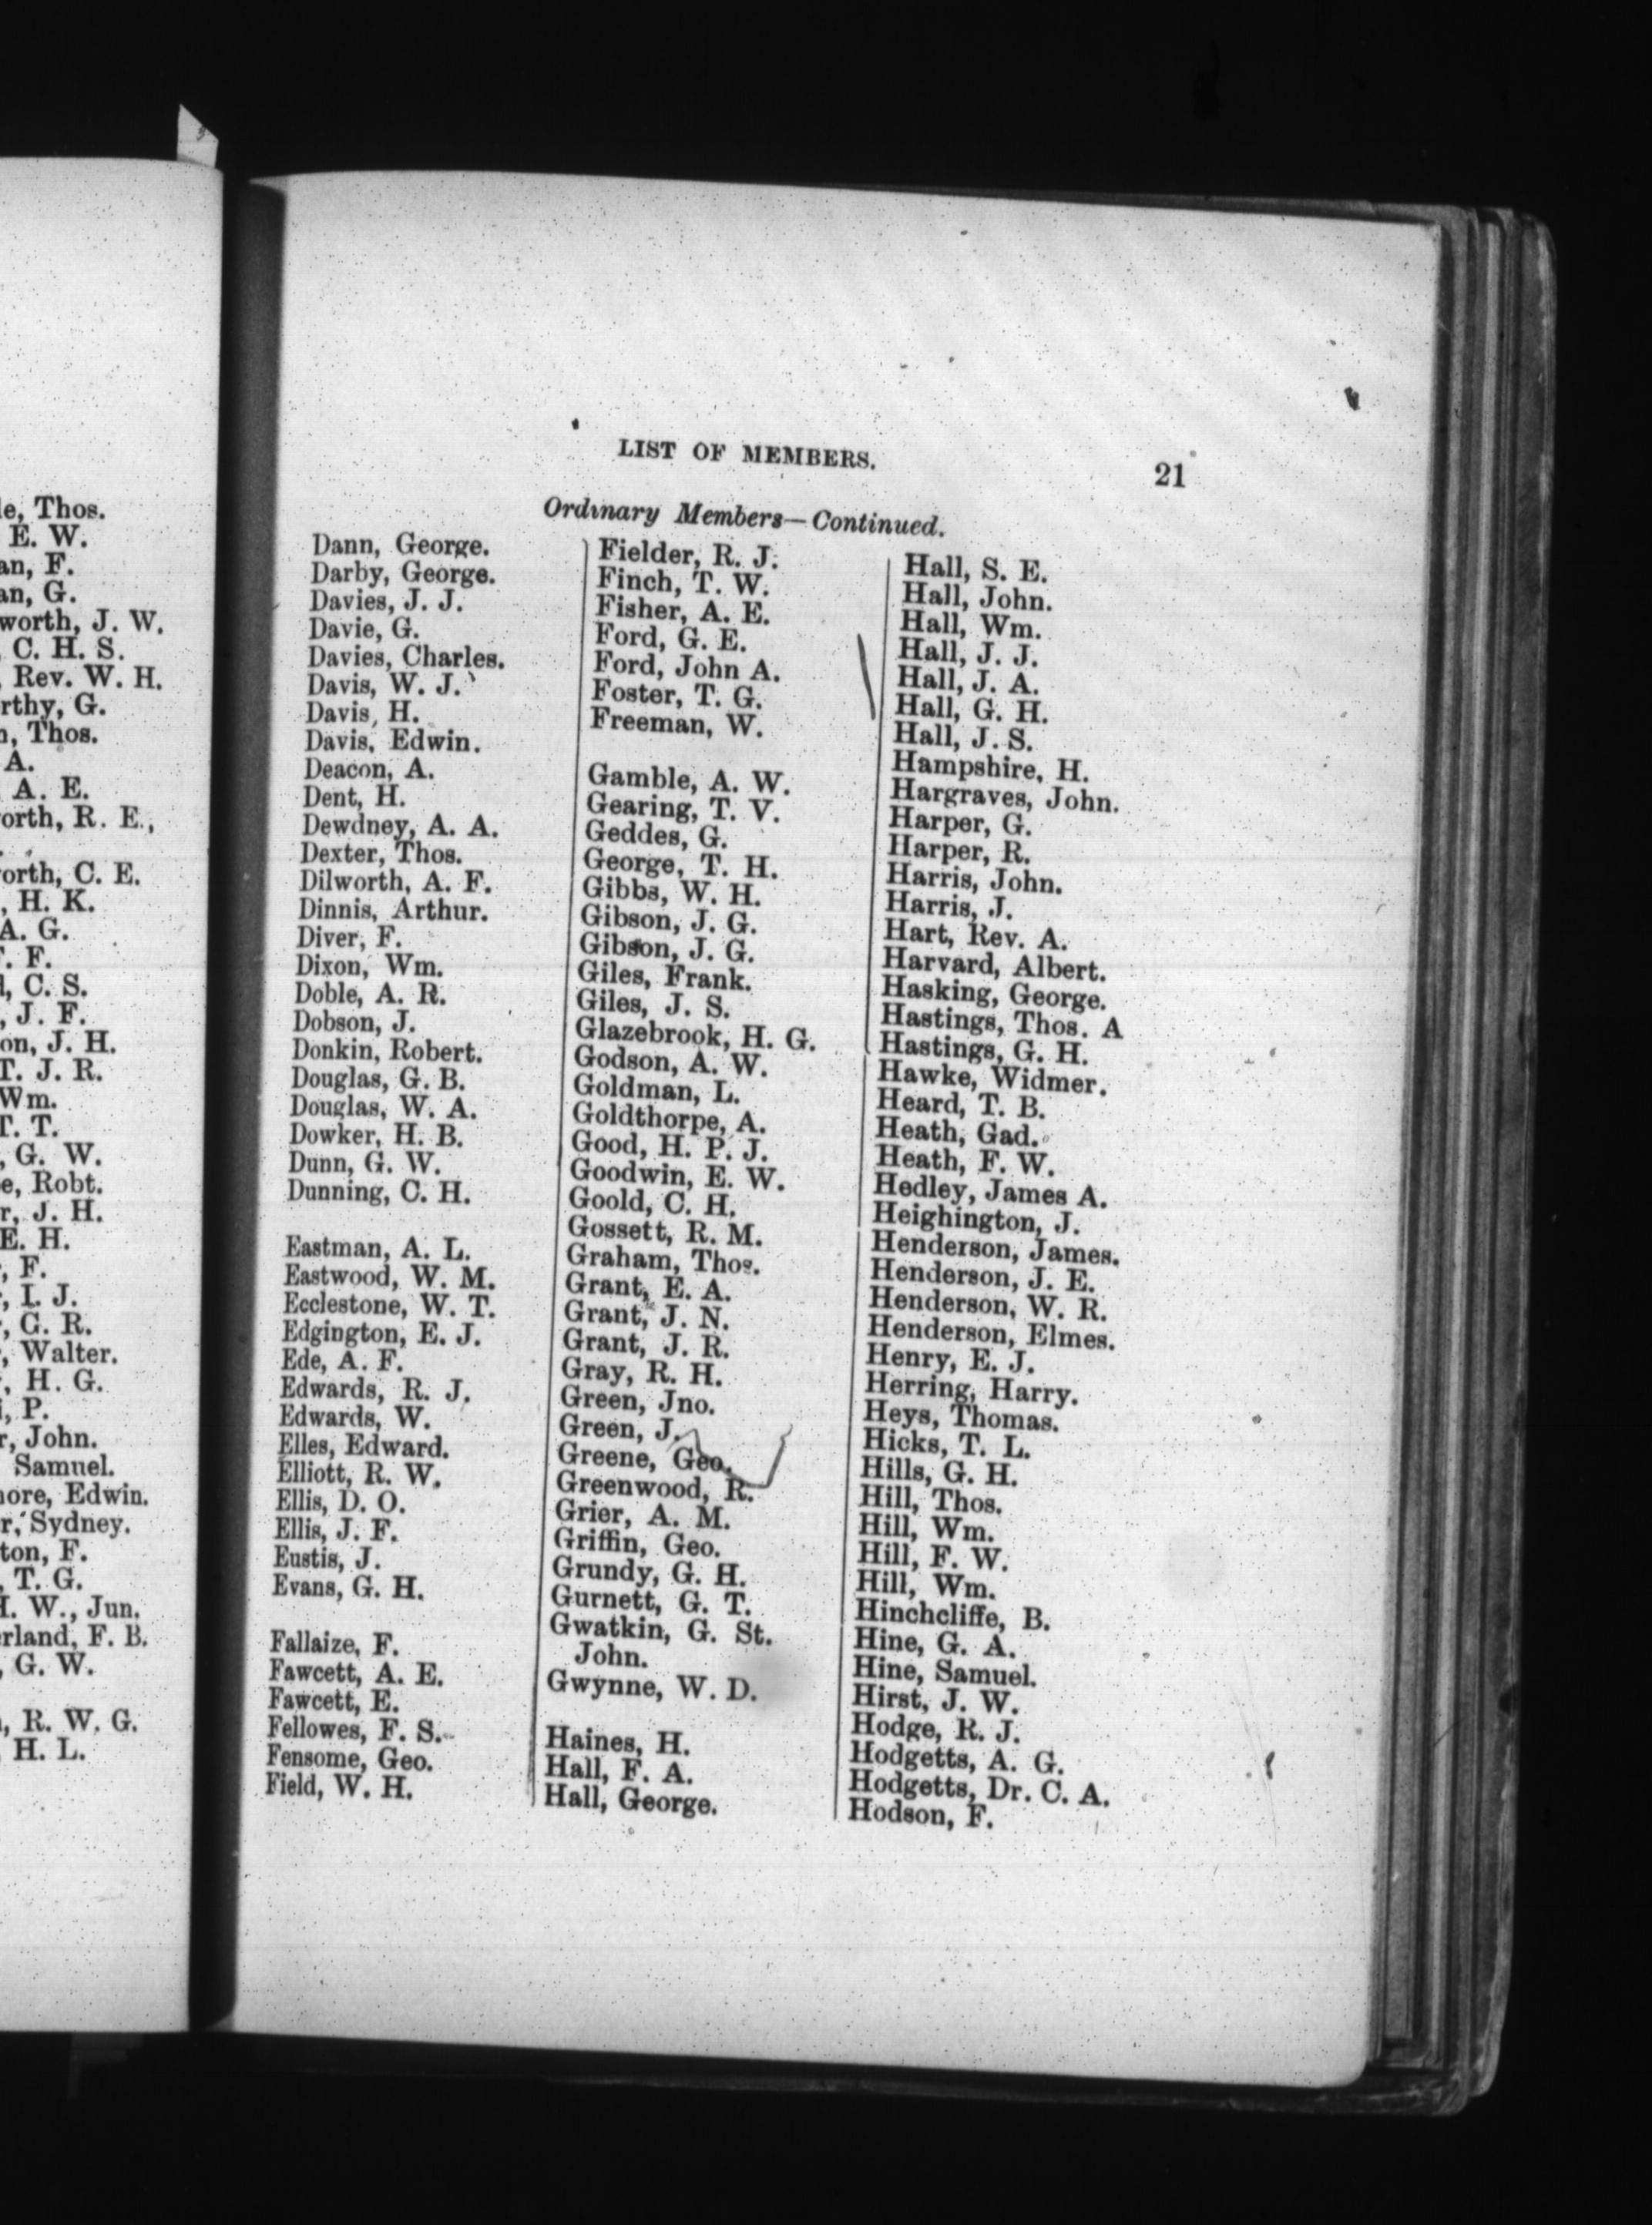 LIST OF MEMBERS.
21
Ordinary Members—Continued.
Dann, George.
Darby, George.
Davies, J. J.
Davie, G.
Davies, Charles.
Davis, W. J.
Davis, H.
Davis, Edwin.
Deacon, A.
Dent, H.
Dewdney, A. A.
Dexter, Thos.
Dilworth, A. F.
Dinnis, Arthur.
Diver, F.
Dixon, Wm.
Doble, A. R.
Dobson, J.
Donkin, Robert.
Douglas, G. B.
Douglas, W. A.
Dowker, H. B.
Dunn, G. W.
Dunning, C. H.
Eastman, A. L.
Eastwood, W. M.
Ecclestone, W. T.
Edgington, E. J.
Ede, A. F.
Edwards, R. J.
Edwards, W.
Elles, Edward.
Elliott, R. W.
Ellis, D. O.
Ellis, J. F.
Eustis, J.
Evans, G. H.
Fallaize, F.
Fawcett, A. E.
Fawcett, E.
Fellowes, F. S.
Fensome, Geo.
Field, W. H.
Fielder, R. J.
Finch, T. W.
Fisher, A. E.
Ford, G. E.
Ford, John A.
Foster, T. G.
Freeman, W.
Gamble, A. W.
Gearing, T. V.
Geddes, G.
George, T. H.
Gibbs, W. H.
Gibson, J. G.
Gibson, J. G.
Giles, Frank.
Giles, J. S.
Glazebrook, H. G.
Godson, A. W.
Goldman, L.
Goldthorpe, A.
Good, H. P. J.
Goodwin, E. W.
Goold, C. H.
Gossett, R. M.
Graham, Thos.
Grant, E. A.
Grant, J. N.
Grant, J. R.
Gray, R. H.
Green, Jno.
Green, J.
Greene, Geo.
Greenwood, R.
Grier, A. M.
Griffin, Geo.
Grundy, G. H.
Gurnett, G. T.
Gwatkin, G. St.
John.
Gwynne, W. D.
Haines, H.
Hall, F. A.
Hall, George.
Hall, S. E.
Hall, John.
Hall, Wm.
Hall, J. J.
Hall, J. A.
Hall, G. H.
Hall, J. S.
Hampshire, H.
Hargraves, John.
Harper, G.
Harper, R.
Harris, John.
Harris, J.
Hart, Rev. A.
Harvard, Albert.
Hasking, George.
Hastings, Thos. A
Hastings, G. H.
Hawke, Widmer.
Heard, T. B.
Heath, Gad.
Heath, F. W.
Hedley, James A.
Heighington, J.
Henderson, James.
Henderson, J. E.
Henderson, W. R.
Henderson, Elmes.
Henry, E. J.
Herring, Harry.
Heys, Thomas.
Hicks, T. L.
Hills, G. H.
Hill, Thos.
Hill, Wm.
Hill, F. W.
Hill, Wm.
Hinchcliffe, B.
Hine, G. A.
Hine, Samuel.
Hirst, J. W.
Hodge, R. J.
Hodgetts, A. G.
Hodgetts, Dr. C. A.
Hodson, F.